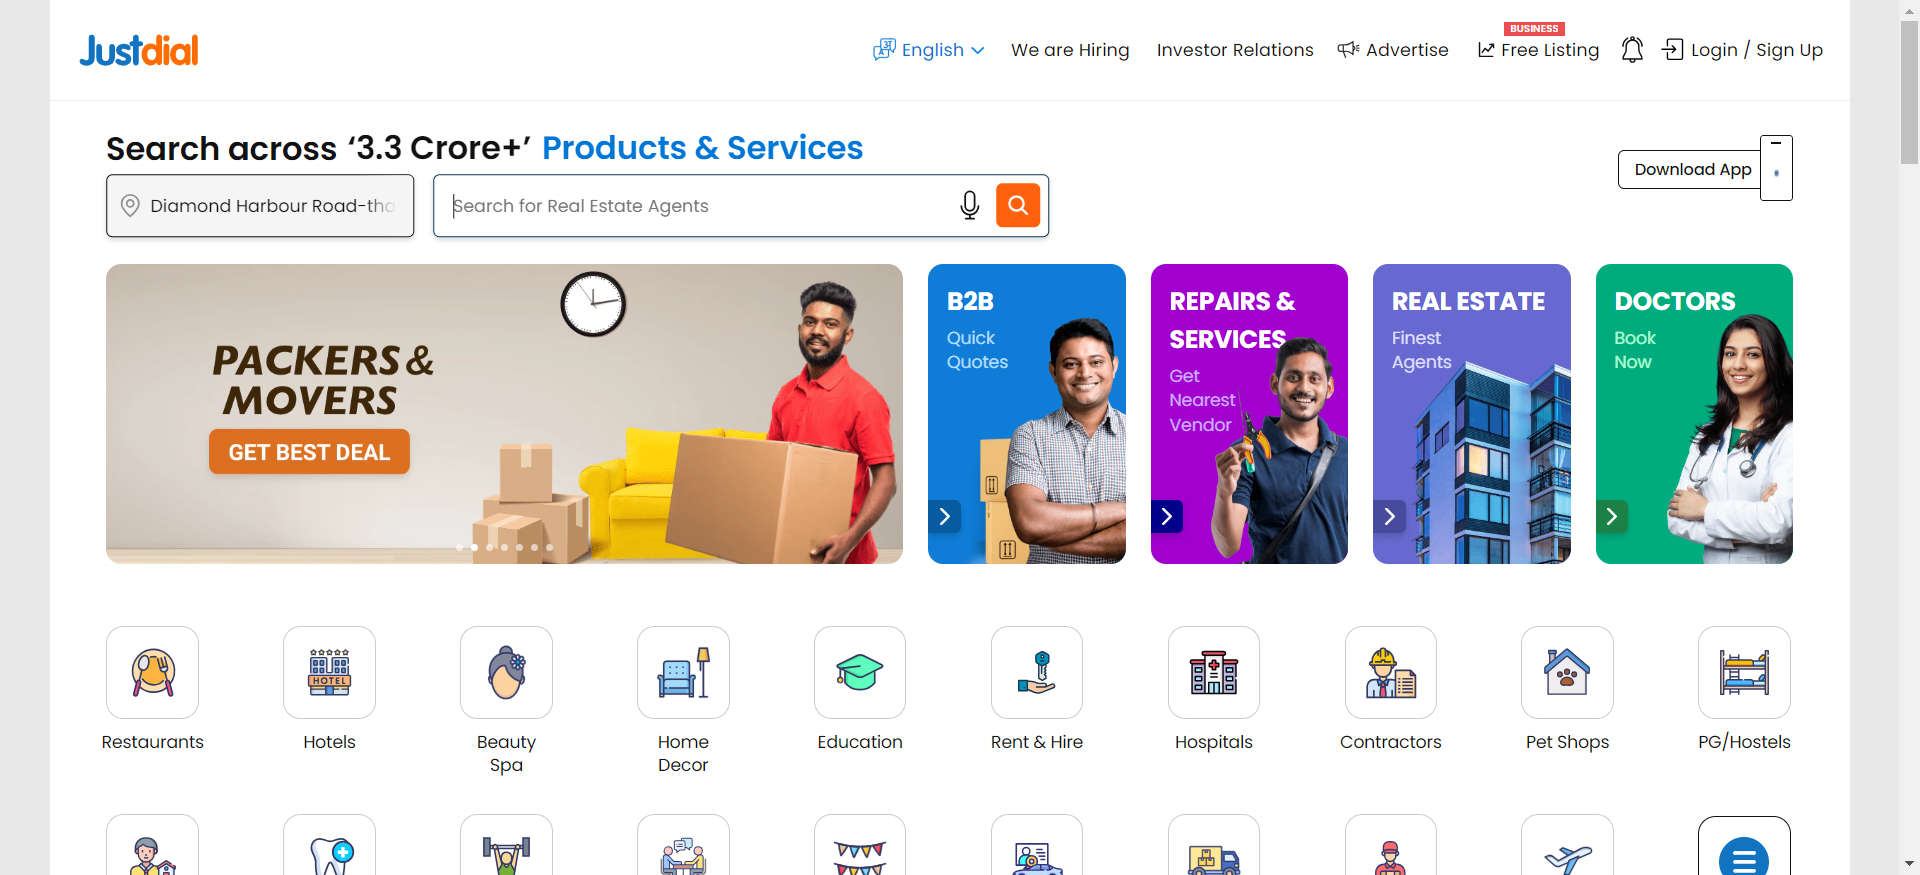 Justdial
English
We are Hiring
Investor Relations
Advertise
BUSINESS
Free Listing
Login / Sign Up
Search across ‘3.3 Crore+’ Products & Services
Download App
Diamond Harbour Road-tha
Search for Real Estate Agents
PACKERS &
MOVERS
GET BEST DEAL
B2B
Quick
Quotes
REPAIRS &
SERVICES
Get
Nearest
Vendor
REAL ESTATE
Finest
Agents
DOCTORS
Book
Now
HOTEL
Restaurants
Hotels
Beauty
Spa
Home
Decor
Education
Rent & Hire
Hospitals
Contractors
Pet Shops
PG/Hostels